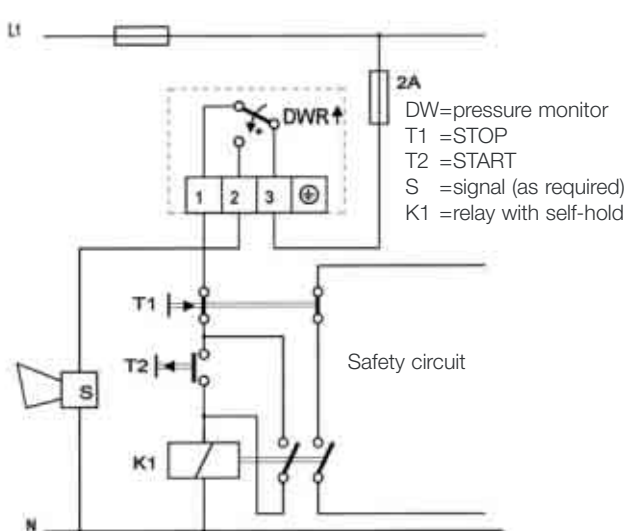 L1
2A
DWR
DW=pressure monitor
T1 =STOP
T2 =START
S =signal (as required)
K1 =relay with self-hold
1 2 3
T1
T2
Safety circuit
S
K1
N